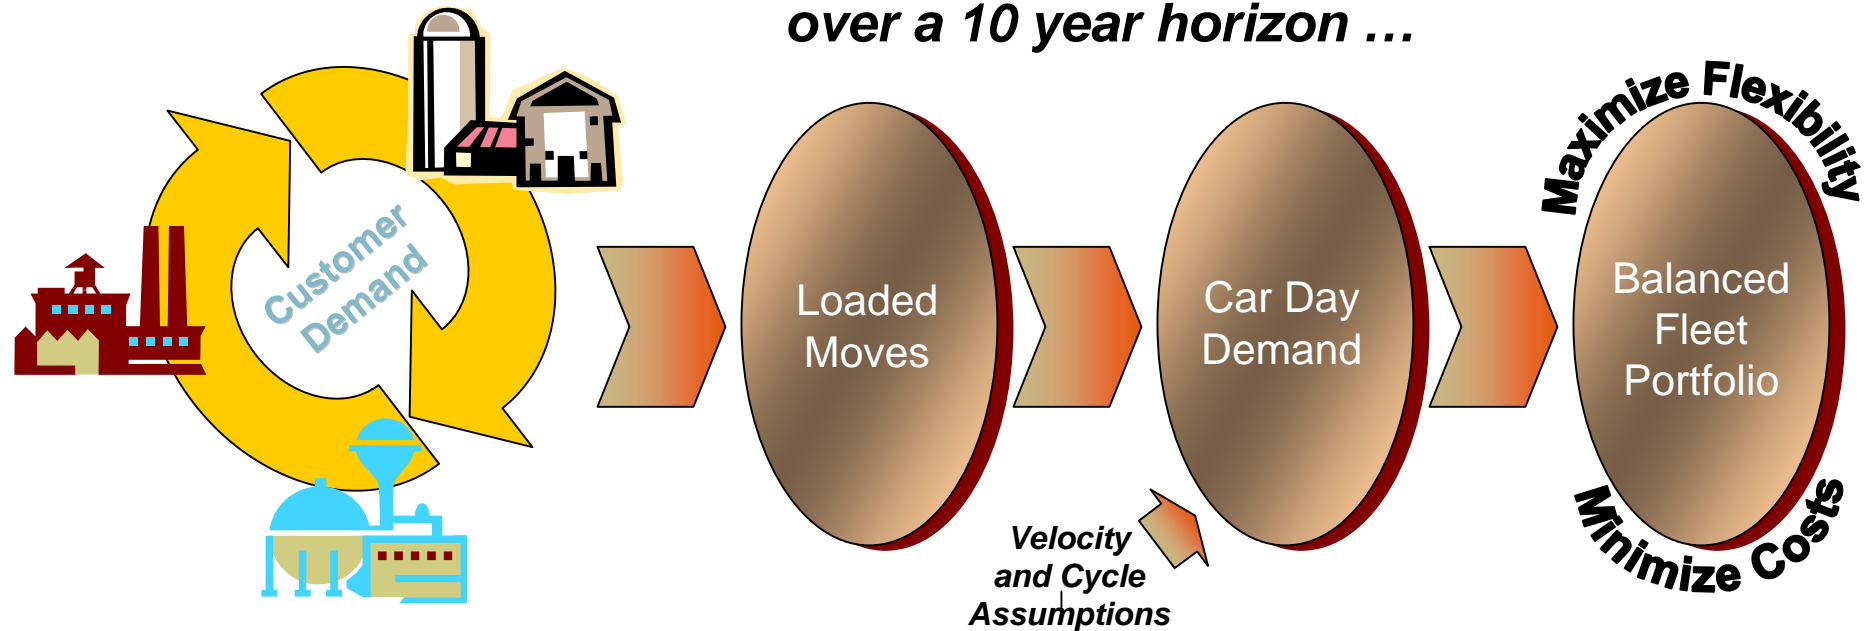 over a 10 year horizon …
Customer
Demand
Loaded
Moves
Car Day
Demand
Velocity
and Cycle
Assumptions
Maximize Flexibility
Balanced
Fleet
Portfolio
Minimize Costs